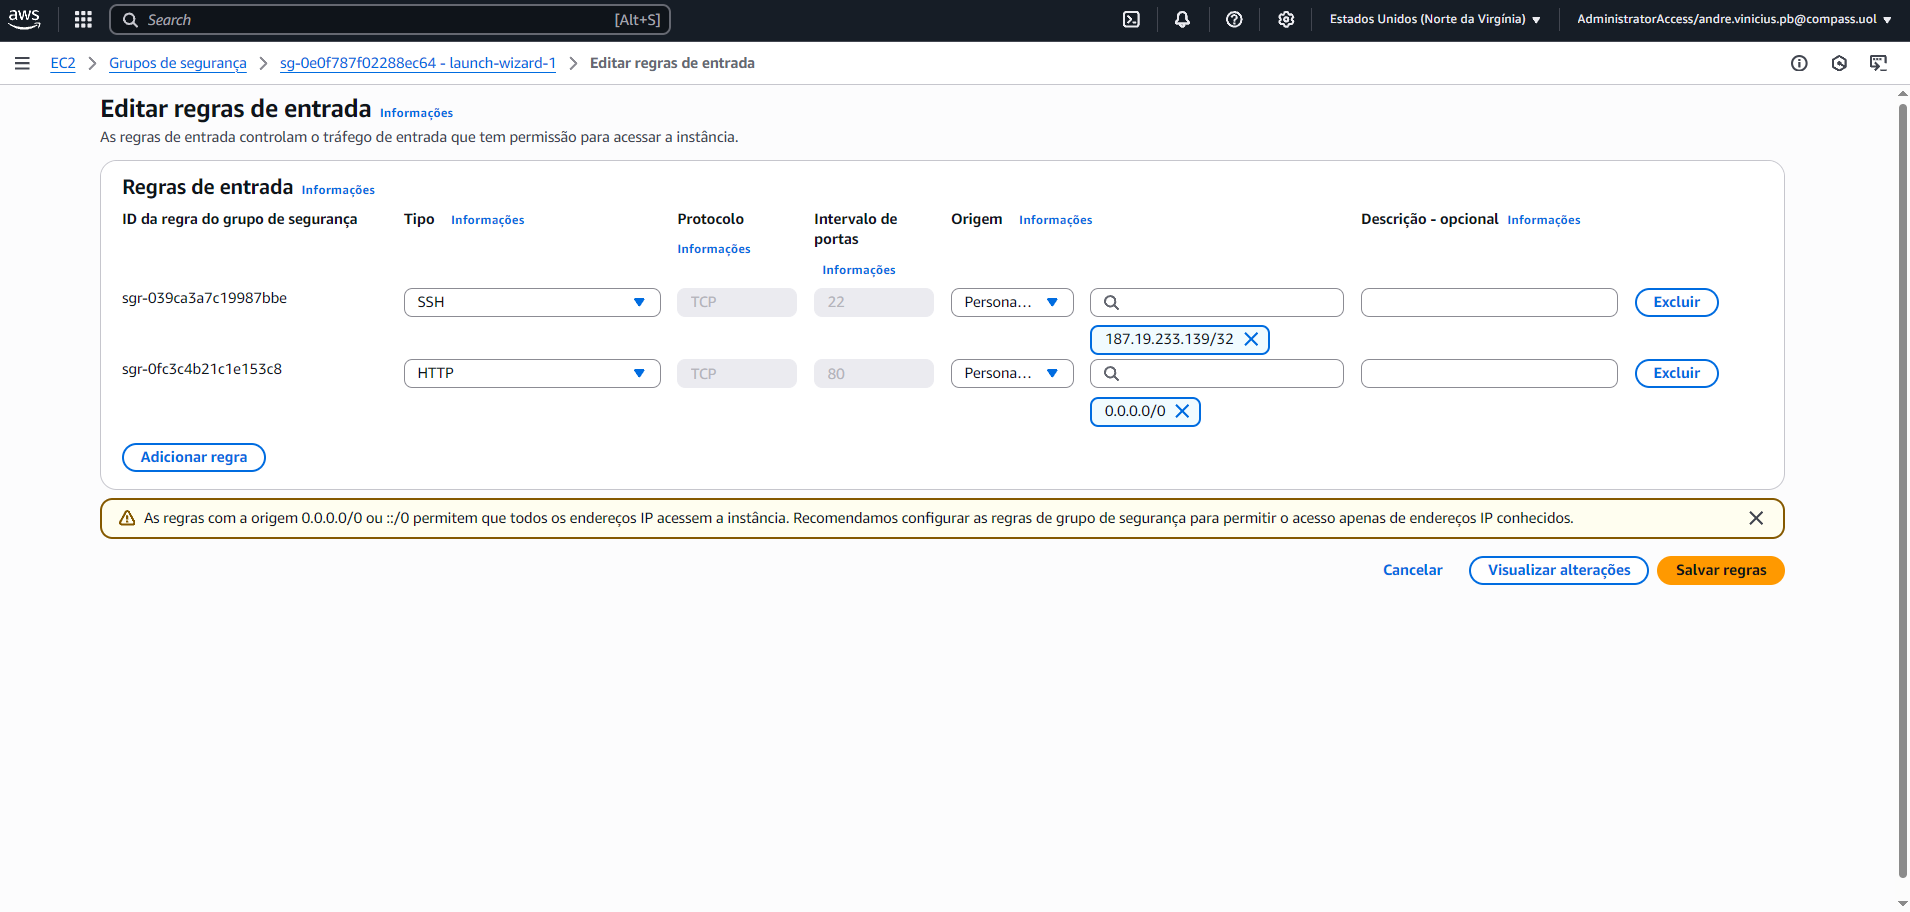 aws
Search [Alt+S]
Estados Unidos (Norte da Virgínia)
AdministratorAccess/andre.vinicius.pb@compass.uol
EC2 > Grupos de segurança > sg-0e0f787f02288ec64 - launch-wizard-1 > Editar regras de entrada
Editar regras de entrada Informações
As regras de entrada controlam o tráfego de entrada que tem permissão para acessar a instância.
Regras de entrada Informações
ID da regra do grupo de segurança
Tipo Informações
Protocolo
Informações
Intervalo de
portas
Informações
Origem Informações
Descrição - opcional Informações
sgr-039ca3a7c19987bbe
SSH
TCP
22
Persona...
187.19.233.139/32
Excluir
sgr-0fc3c4b21c1e153c8
HTTP
TCP
80
Persona...
0.0.0.0/0
Excluir
Adicionar regra
As regras com a origem 0.0.0.0/0 ou ::/0 permitem que todos os endereços IP acessem a instância. Recomendamos configurar as regras de grupo de segurança para permitir o acesso apenas de endereços IP conhecidos.
Cancelar
Visualizar alterações
Salvar regras